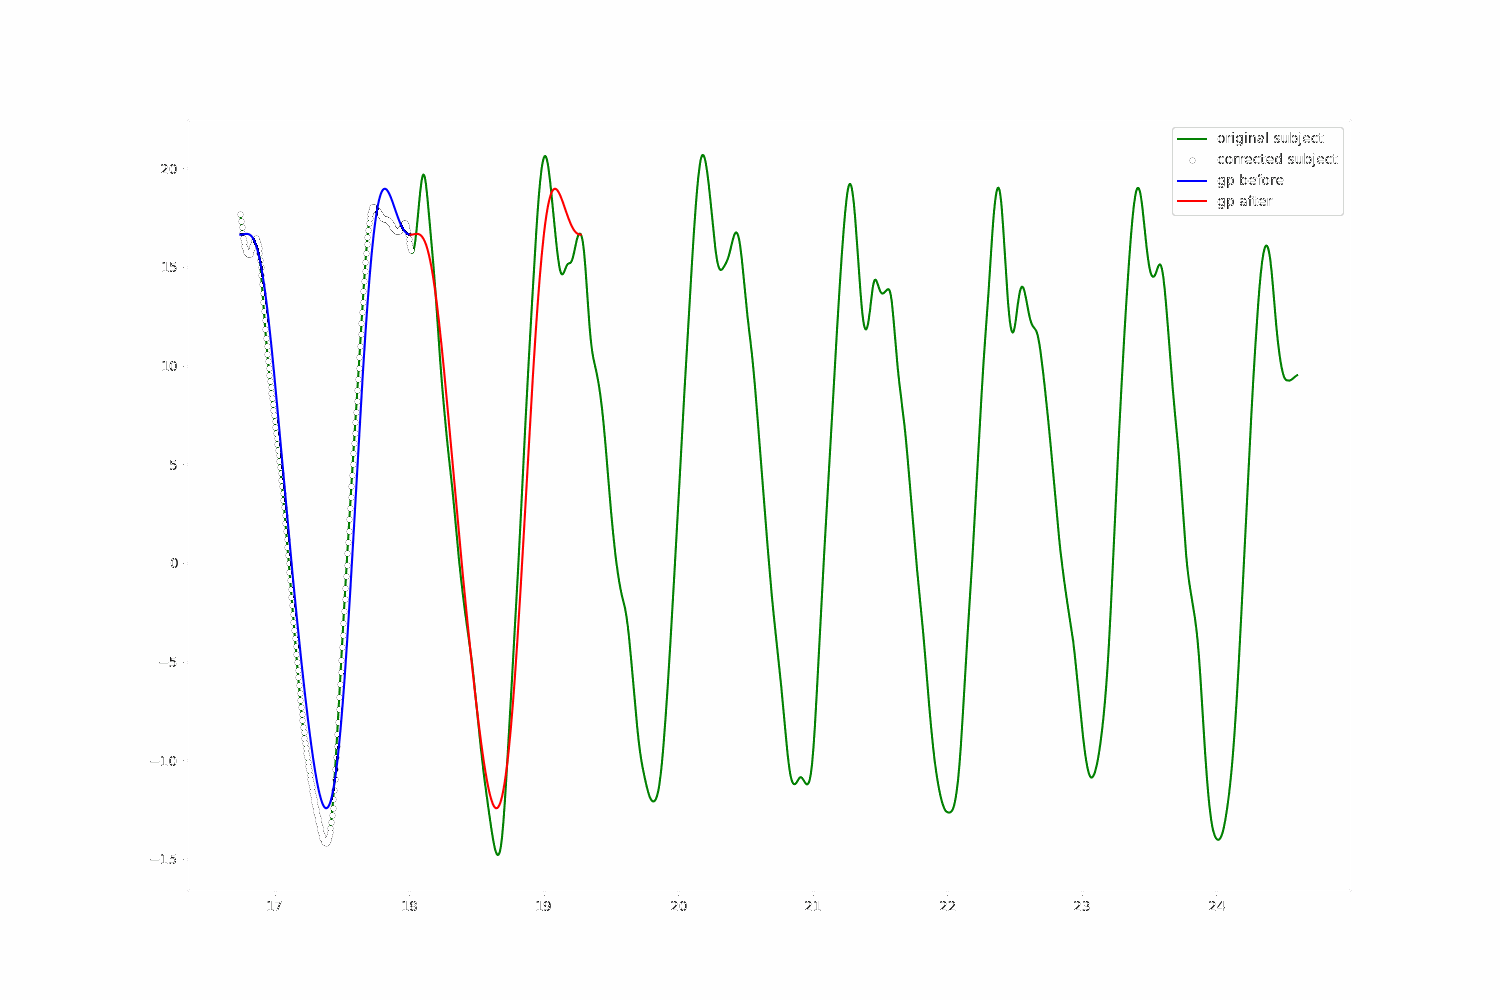 original subject
corrected subject
gp before
gp after
20
15
10
5
0
−5
−10
−15
17 18 19 20 21 22 23 24